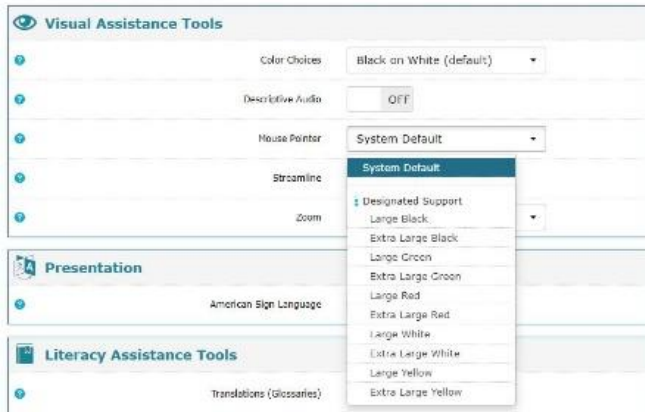 Visual Assistance Tools
Color Choices Black on White (default)
Descriptive Audio OFF
Mouse Pointer System Default
System Default
Streamline
Designated Support
Zoom
Large Black
Extra Large Black
Large Green
Extra Large Green
Large Red
Extra Large Red
Large White
Extra Large White
Large Yellow
Extra Large Yellow
Presentation
American Sign Language
Literacy Assistance Tools
Translations (Glossaries)